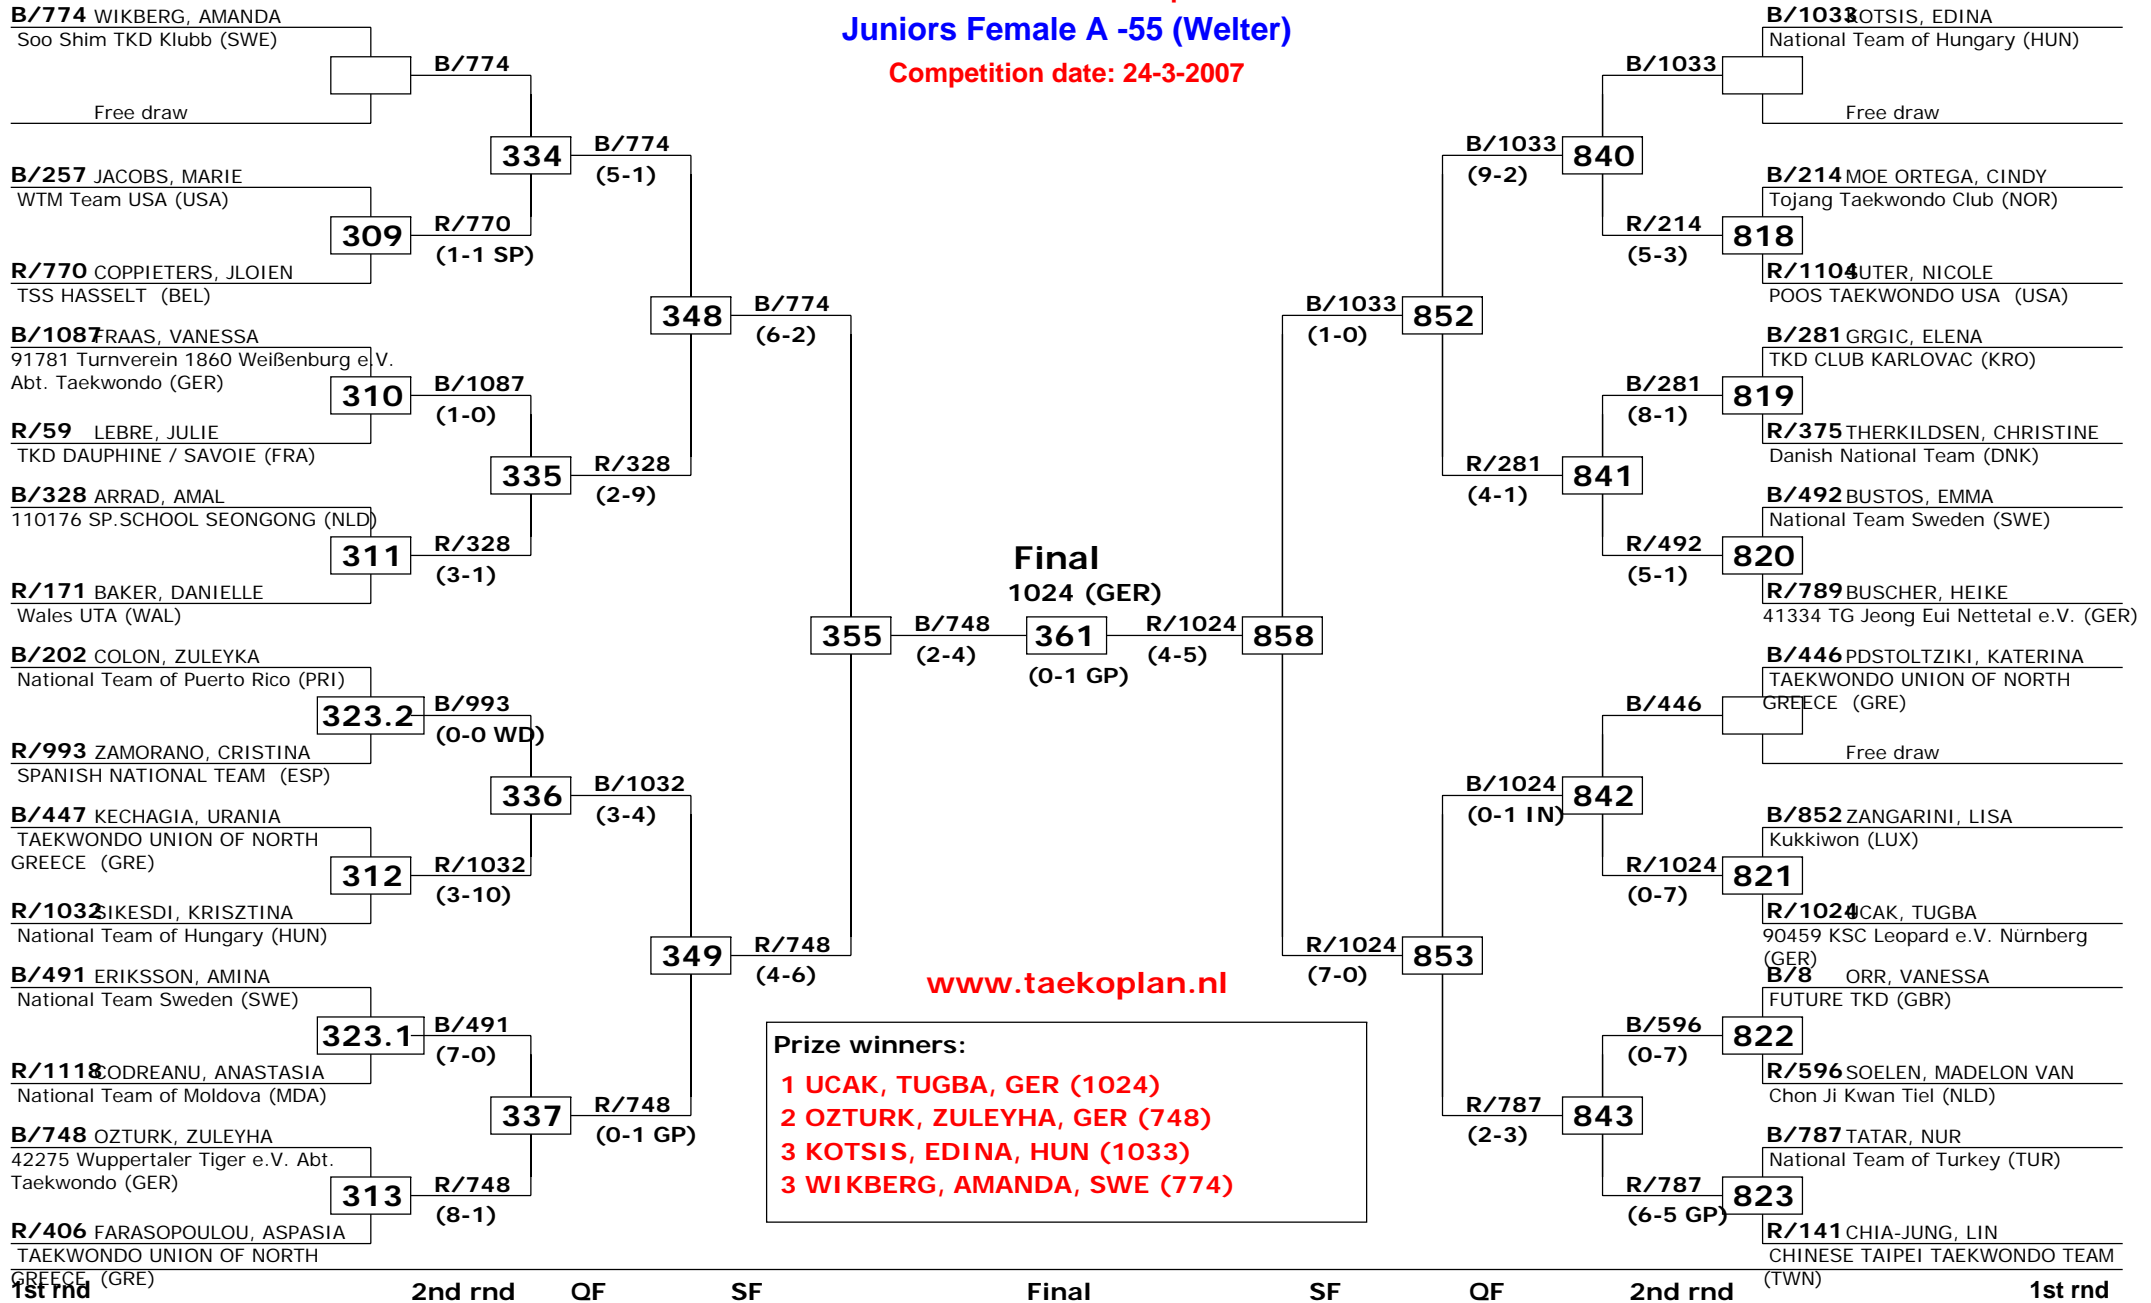 Juniors Female A -55 (Welter)
Competition date: 24-3-2007
B/774 WIKBERG, AMANDA
Soo Shim TKD Klubb (SWE)
B/774
Free draw
334
B/774
(5-1)
B/257 JACOBS, MARIE
WTM Team USA (USA)
309
R/770
(1-1 SP)
R/770 COPPIETERS, JLOIEN
TSS HASSELT (BEL)
348
B/774
(6-2)
B/1087 FRAAS, VANESSA
91781 Turnverein 1860 Weißenburg e.V.
Abt. Taekwondo (GER)
310
B/1087
(1-0)
R/59 LEBRE, JULIE
TKD DAUPHINE / SAVOIE (FRA)
335
R/328
(2-9)
B/328 ARRAD, AMAL
110176 SP.SCHOOL SEONGONG (NLD)
311
R/328
(3-1)
R/171 BAKER, DANIELLE
Wales UTA (WAL)
355
B/748
(2-4)
B/202 COLON, ZULEYKA
National Team of Puerto Rico (PRI)
323.2
B/993
(0-0 WD)
R/993 ZAMORANO, CRISTINA
SPANISH NATIONAL TEAM (ESP)
336
B/1032
(3-4)
B/447 KECHAGIA, URANIA
TAEKWONDO UNION OF NORTH
GREECE (GRE)
312
R/1032
(3-10)
R/1032 SIKESDI, KRISZTINA
National Team of Hungary (HUN)
349
R/748
(4-6)
B/491 ERIKSSON, AMINA
National Team Sweden (SWE)
323.1
B/491
(7-0)
R/1118 CODREANU, ANASTASIA
National Team of Moldova (MDA)
337
R/748
(0-1 GP)
B/748 OZTURK, ZULEYHA
42275 Wuppertaler Tiger e.V. Abt.
Taekwondo (GER)
313
R/748
(8-1)
R/406 FARASOPOULOU, ASPASIA
TAEKWONDO UNION OF NORTH
GREECE (GRE)
Final
1024 (GER)
361
(0-1 GP)
B/1033 KOTSIS, EDINA
National Team of Hungary (HUN)
B/1033
Free draw
B/1033
(9-2)
840
B/214 MOE ORTEGA, CINDY
Tojang Taekwondo Club (NOR)
R/214
(5-3)
818
R/1104 SUTER, NICOLE
POOS TAEKWONDO USA (USA)
B/1033
(1-0)
852
B/281 GRGIC, ELENA
TKD CLUB KARLOVAC (KRO)
B/281
(8-1)
819
R/375 THERKILDSEN, CHRISTINE
Danish National Team (DNK)
R/281
(4-1)
841
B/492 BUSTOS, EMMA
National Team Sweden (SWE)
R/492
(5-1)
820
R/789 BUSCHER, HEIKE
41334 TG Jeong Eui Nettetal e.V. (GER)
R/1024
(4-5)
858
B/446 PDSTOLTZIKI, KATERINA
TAEKWONDO UNION OF NORTH
GREECE (GRE)
B/446
Free draw
B/1024
(0-1 IN)
842
B/852 ZANGARINI, LISA
Kukkiwon (LUX)
R/1024
(0-7)
821
R/1024 UCAK, TUGBA
90459 KSC Leopard e.V. Nürnberg
(GER)
R/1024
(7-0)
853
B/8 ORR, VANESSA
FUTURE TKD (GBR)
B/596
(0-7)
822
R/596 SOELEN, MADELON VAN
Chon Ji Kwan Tiel (NLD)
R/787
(2-3)
843
B/787 TATAR, NUR
National Team of Turkey (TUR)
R/787
(6-5 GP)
823
R/141 CHIA-JUNG, LIN
CHINESE TAIPEI TAEKWONDO TEAM
(TWN)
www.taekoplan.nl
Prize winners:
1 UCAK, TUGBA, GER (1024)
2 OZTURK, ZULEYHA, GER (748)
3 KOTSIS, EDINA, HUN (1033)
3 WIKBERG, AMANDA, SWE (774)
1st rnd 2nd rnd QF SF Final SF QF 2nd rnd 1st rnd